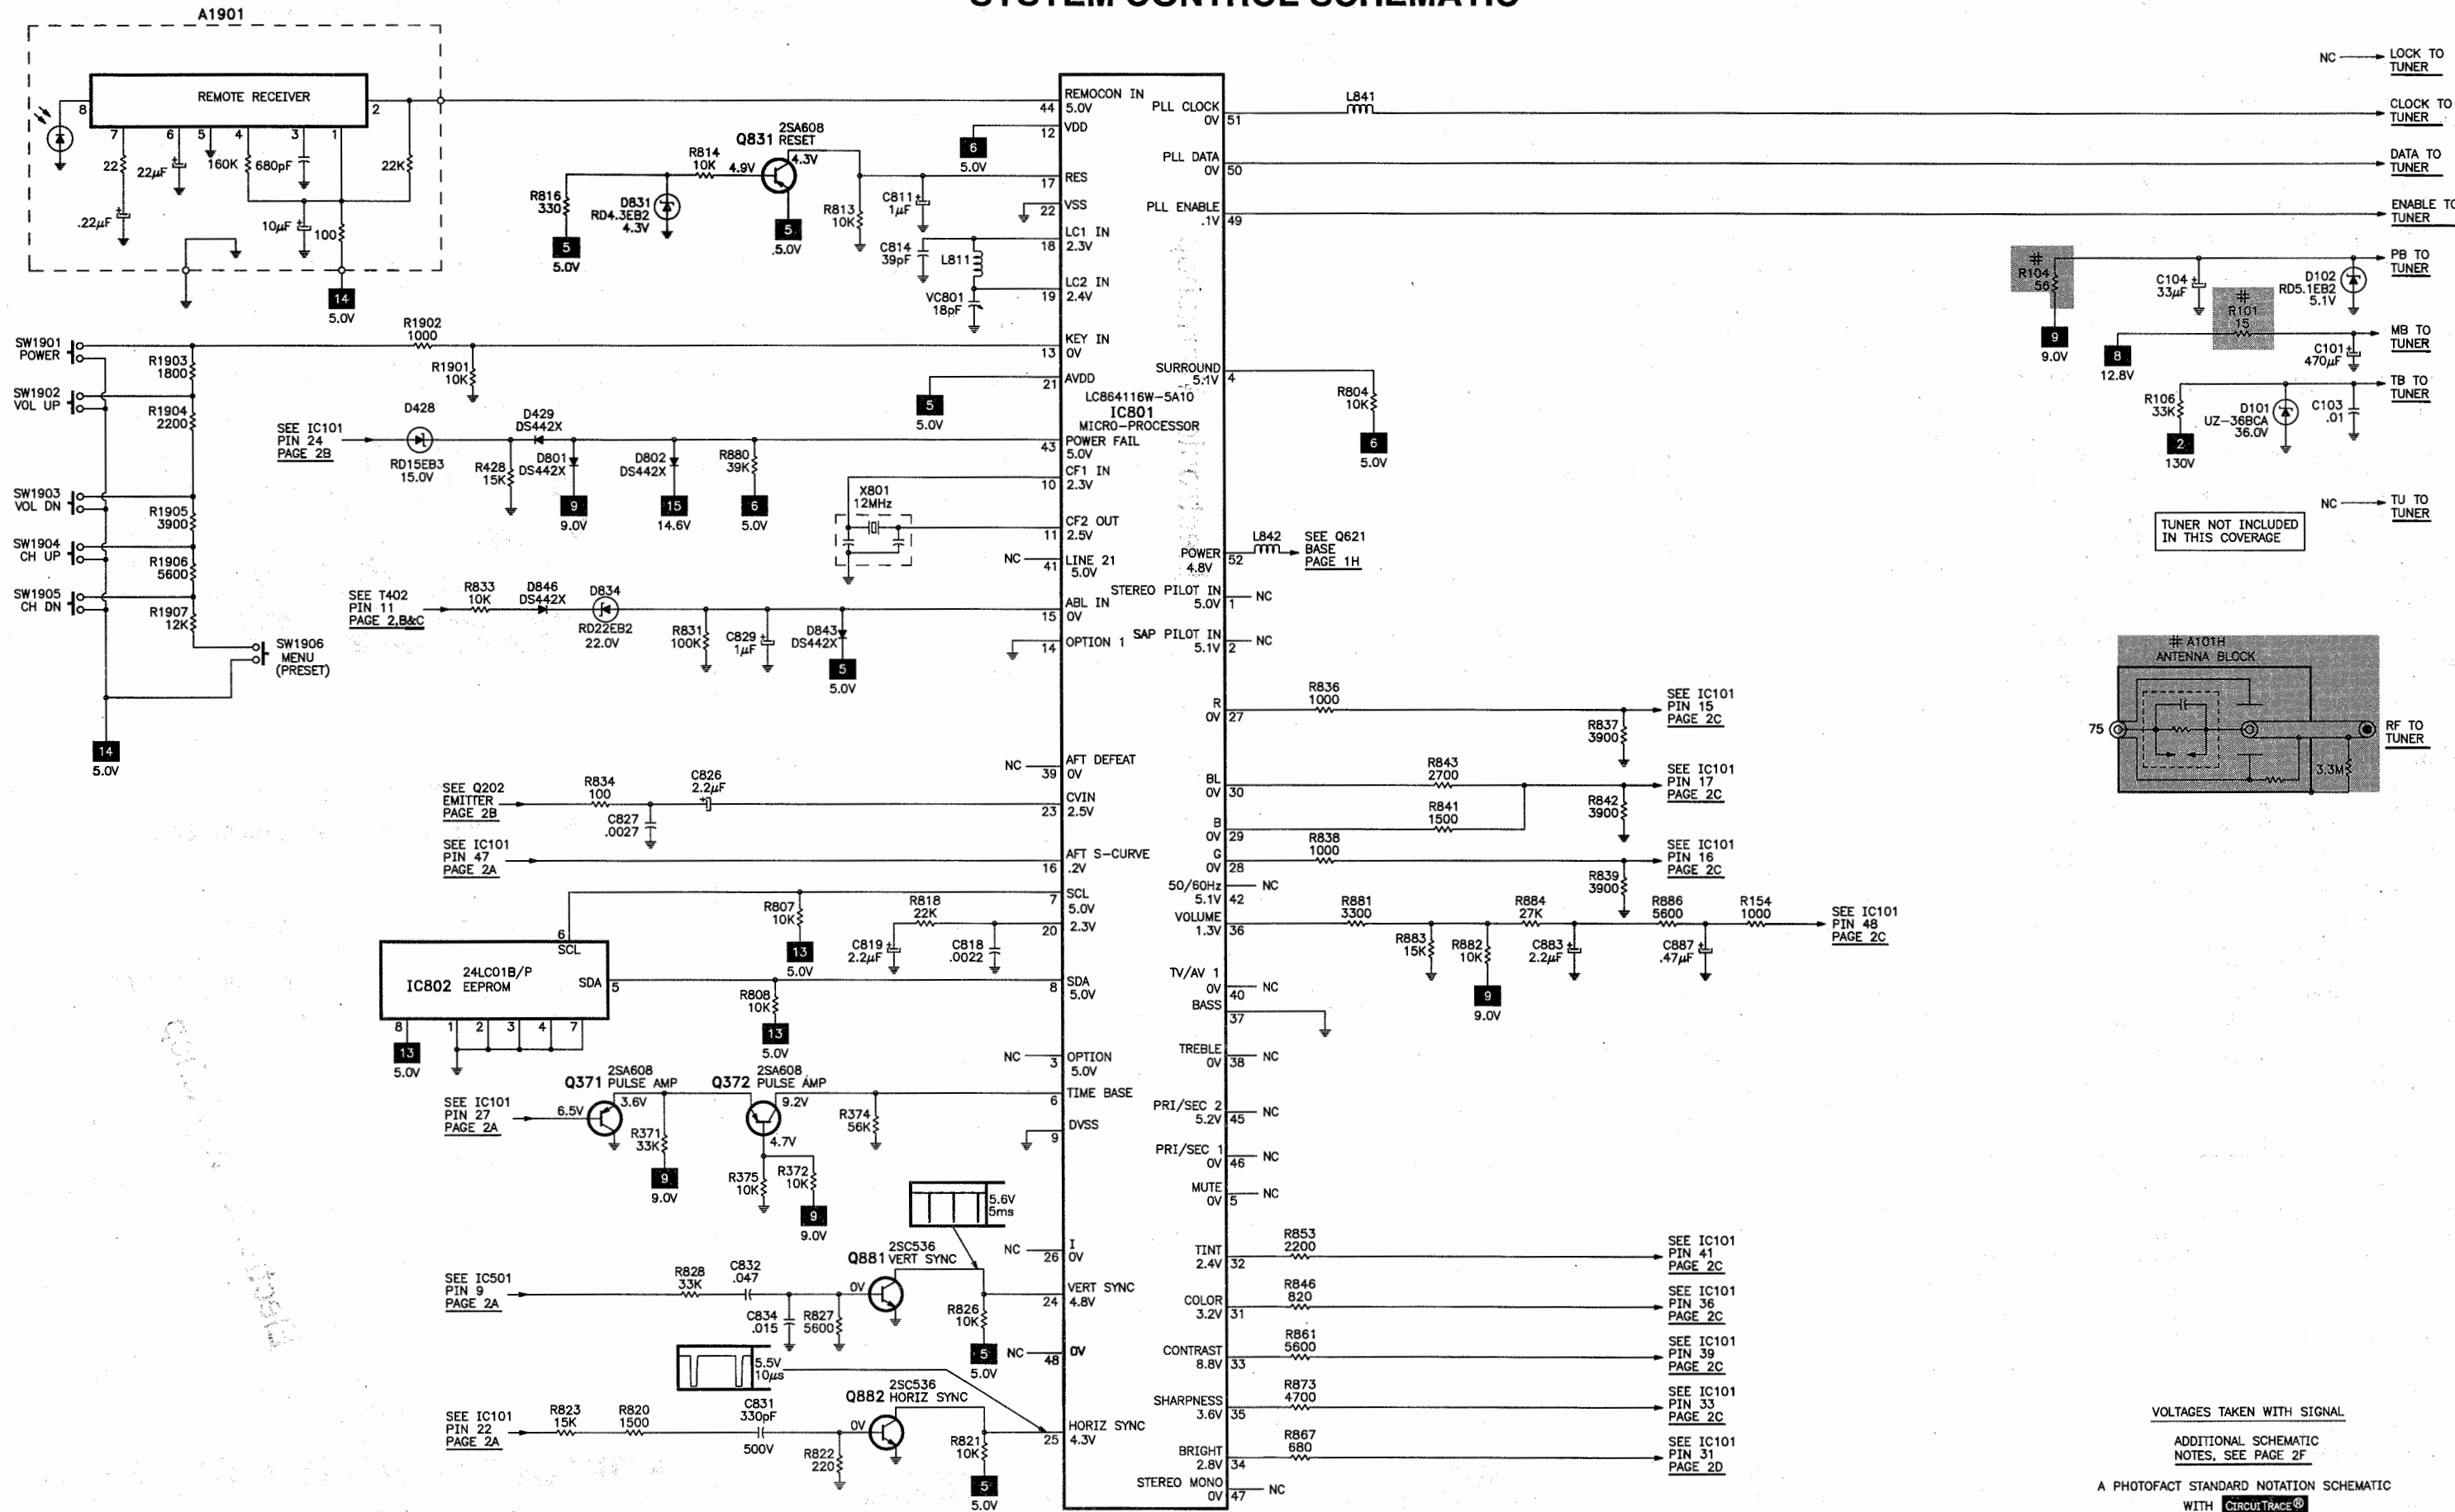 A1901
REMOTE RECEIVER
8
2
7
6
5
4
3
1
22
22µF
160K
680pF
22K
.22µF
10µF
100
14
5.0V
SW1901
POWER
R1902
1000
R1903
1800
R1901
10K
SW1902
VOL UP
R1904
2200
SW1903
VOL DN
R1905
3900
SW1904
CH UP
R1906
5600
SW1905
CH DN
R1907
12K
SW1906
MENU
(PRESET)
14
5.0V
R816
330
5
5.0V
D831
RD4.3EB2
4.3V
R814
10K
4.9V
Q831
2SA608
RESET
4.3V
5
5.0V
R813
10K
C811
1µF
6
5.0V
C814
39pF
L811
VC801
18pF
5
5.0V
SEE IC101
PIN 24
PAGE 2B
D428
RD15EB3
15.0V
R428
15K
D429
DS442X
D801
DS442X
9
9.0V
D802
DS442X
15
14.6V
R880
39K
6
5.0V
X801
12MHz
NC
SEE T402
PIN 11
PAGE 2,B&C
R833
10K
D846
DS442X
D834
RD22EB2
22.0V
R831
100K
C829
1µF
D843
DS442X
5
5.0V
NC
SEE Q202
EMITTER
PAGE 2B
R834
100
C826
2.2µF
C827
.0027
SEE IC101
PIN 47
PAGE 2A
R807
10K
13
5.0V
R818
22K
C819
2.2µF
C818
.0022
6
SCL
24LC01B/P
IC802 EEPROM
SDA 5
8
1
2
3
4
7
13
5.0V
R808
10K
13
5.0V
NC
SEE IC101
PIN 27
PAGE 2A
6.5V
Q371
2SA608
PULSE AMP
3.6V
R371
33K
9
9.0V
Q372
2SA608
PULSE AMP
9.2V
4.7V
R375
10K
R372
10K
9
9.0V
R374
56K
5.6V
5ms
NC
SEE IC501
PIN 9
PAGE 2A
R828
33K
C832
.047
C834
.015
R827
5600
0V
Q881
2SC536
VERT SYNC
R826
10K
5
5.0V
NC
5.5V
10µs
SEE IC101
PIN 22
PAGE 2A
R823
15K
R820
1500
C831
330pF
500V
R822
220
0V
Q882
2SC536
HORIZ SYNC
R821
10K
5
5.0V
44
REMOCON IN
5.0V
12
VDD
17
RES
22
VSS
18
LC1 IN
2.3V
19
LC2 IN
2.4V
13
KEY IN
0V
21
AVDD
LC864116W-5A10
IC801
MICRO-PROCESSOR
43
POWER FAIL
5.0V
10
CF1 IN
2.3V
11
CF2 OUT
2.5V
41
LINE 21
5.0V
15
ABL IN
0V
14
OPTION 1
39
AFT DEFEAT
0V
23
CVIN
2.5V
16
AFT S-CURVE
.2V
7
SCL
5.0V
20
2.3V
8
SDA
5.0V
3
OPTION
5.0V
6
TIME BASE
9
DVSS
26
I
0V
24
VERT SYNC
4.8V
48
0V
25
HORIZ SYNC
4.3V
PLL CLOCK
0V
51
L841
PLL DATA
0V
50
PLL ENABLE
.1V
49
SURROUND
5.1V
4
R804
10K
6
5.0V
POWER
4.8V
52
L842
SEE Q621
BASE
PAGE 1H
STEREO PILOT IN
5.0V
1
NC
SAP PILOT IN
5.1V
2
NC
R
0V
27
R836
1000
R837
3900
SEE IC101
PIN 15
PAGE 2C
BL
0V
30
R843
2700
R842
3900
SEE IC101
PIN 17
PAGE 2C
B
0V
29
R841
1500
G
0V
28
R838
1000
R839
3900
SEE IC101
PIN 16
PAGE 2C
50/60Hz
5.1V
42
NC
VOLUME
1.3V
36
R881
3300
R883
15K
R882
10K
9
9.0V
R884
27K
C883
2.2µF
R886
5600
C887
.47µF
R154
1000
SEE IC101
PIN 48
PAGE 2C
TV/AV 1
0V
40
NC
BASS
37
TREBLE
0V
38
NC
PRI/SEC 2
5.2V
45
NC
PRI/SEC 1
0V
46
NC
MUTE
0V
5
NC
TINT
2.4V
32
R853
2200
SEE IC101
PIN 41
PAGE 2C
COLOR
3.2V
31
R846
820
SEE IC101
PIN 36
PAGE 2C
CONTRAST
8.8V
33
R861
5600
SEE IC101
PIN 39
PAGE 2C
SHARPNESS
3.6V
35
R873
4700
SEE IC101
PIN 33
PAGE 2C
BRIGHT
2.8V
34
R867
680
SEE IC101
PIN 31
PAGE 2D
STEREO MONO
0V
47
NC
NC
LOCK TO
TUNER
CLOCK TO
TUNER
DATA TO
TUNER
ENABLE TO
TUNER
#
R104
56
9
9.0V
C104
33µF
D102
RD5.1EB2
5.1V
PB TO
TUNER
8
12.8V
#
R101
15
C101
470µF
MB TO
TUNER
R106
33K
2
130V
D101
UZ-36BCA
36.0V
C103
.01
TB TO
TUNER
NC
TU TO
TUNER
TUNER NOT INCLUDED
IN THIS COVERAGE
# A101H
ANTENNA BLOCK
75
3.3M
RF TO
TUNER
VOLTAGES TAKEN WITH SIGNAL
ADDITIONAL SCHEMATIC
NOTES, SEE PAGE 2F
A PHOTOFACT STANDARD NOTATION SCHEMATIC
WITH CIRCUITRACE®